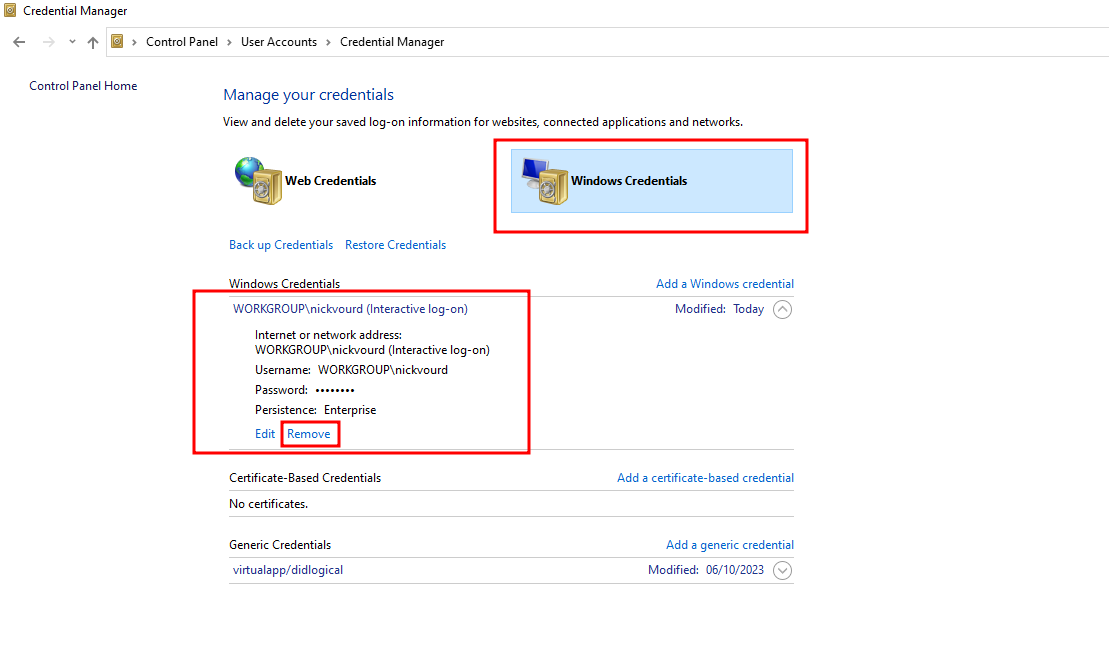 Credential Manager
Control Panel > User Accounts > Credential Manager
Control Panel Home
Manage your credentials
View and delete your saved log-on information for websites, connected applications and networks.
Web Credentials
Windows Credentials
Back up Credentials Restore Credentials
Windows Credentials Add a Windows credential
WORKGROUP\nickvourd (Interactive log-on) Modified: Today
Internet or network address:
WORKGROUP\nickvourd (Interactive log-on)
Username: WORKGROUP\nickvourd
Password: ••••••••
Persistence: Enterprise
Edit Remove
Certificate-Based Credentials Add a certificate-based credential
No certificates.
Generic Credentials Add a generic credential
virtualapp/didlogical Modified: 06/10/2023